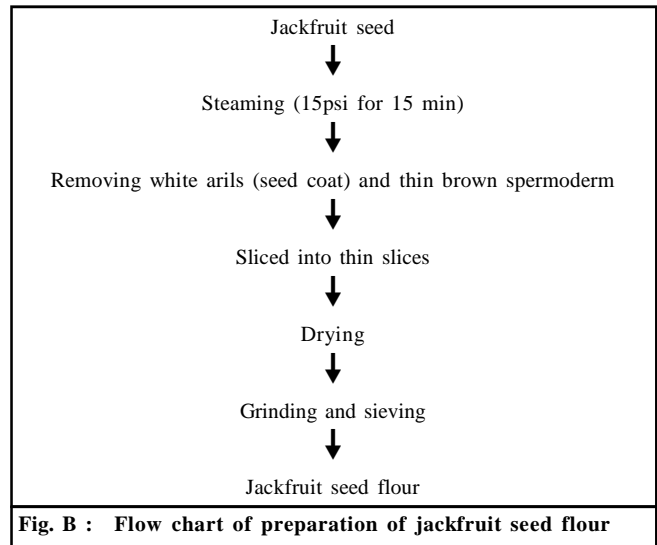 Jackfruit seed
Steaming (15psi for 15 min)
Removing white arils (seed coat) and thin brown spermoderm
Sliced into thin slices
Drying
Grinding and sieving
Jackfruit seed flour
Fig. B : Flow chart of preparation of jackfruit seed flour